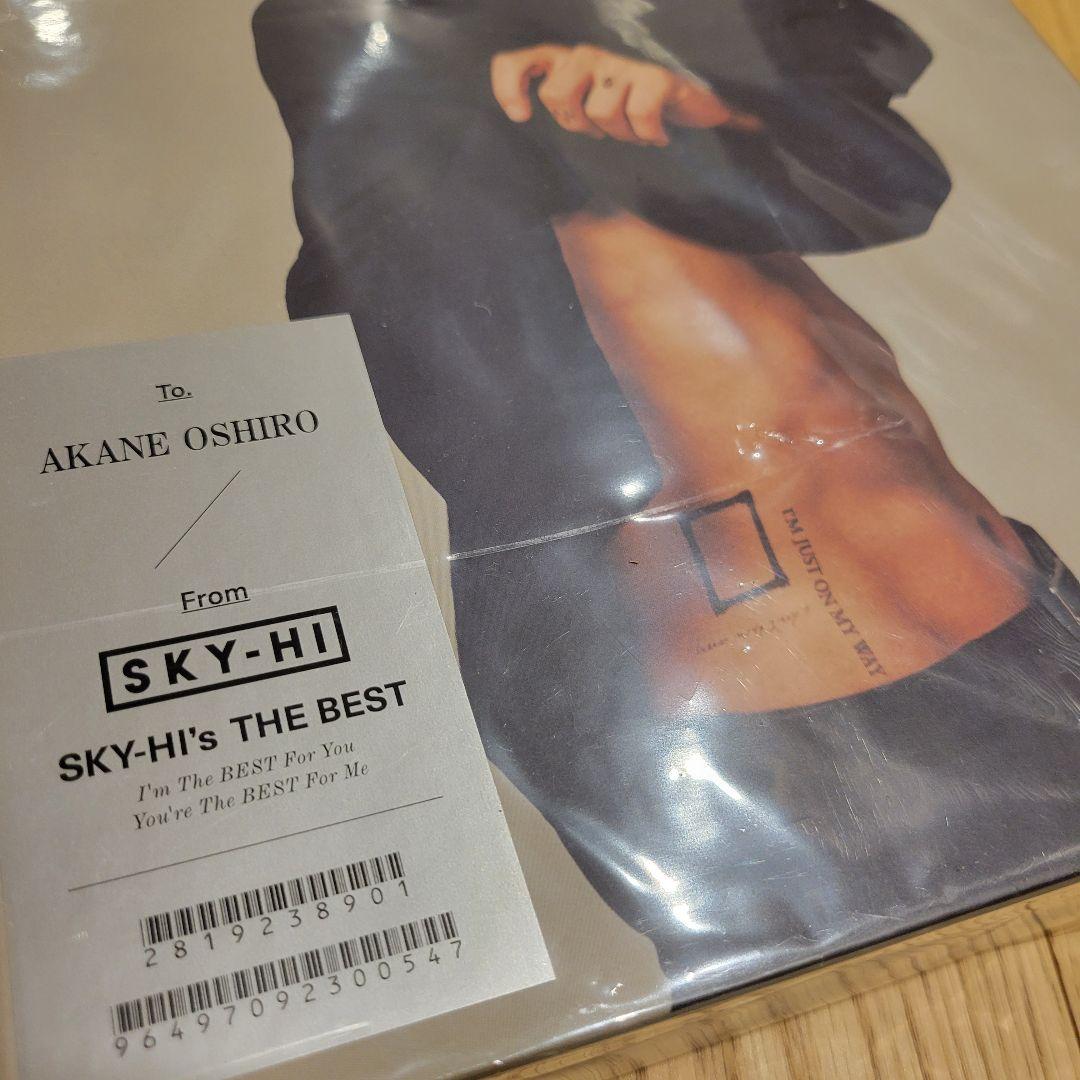 To.
AKANE OSHIRO
From
SKY-HI
SKY-HI's THE BEST
I'm The BEST For You
You're The BEST For Me
2819238901
9649709230054​7
I'M JUST ON MY WAY